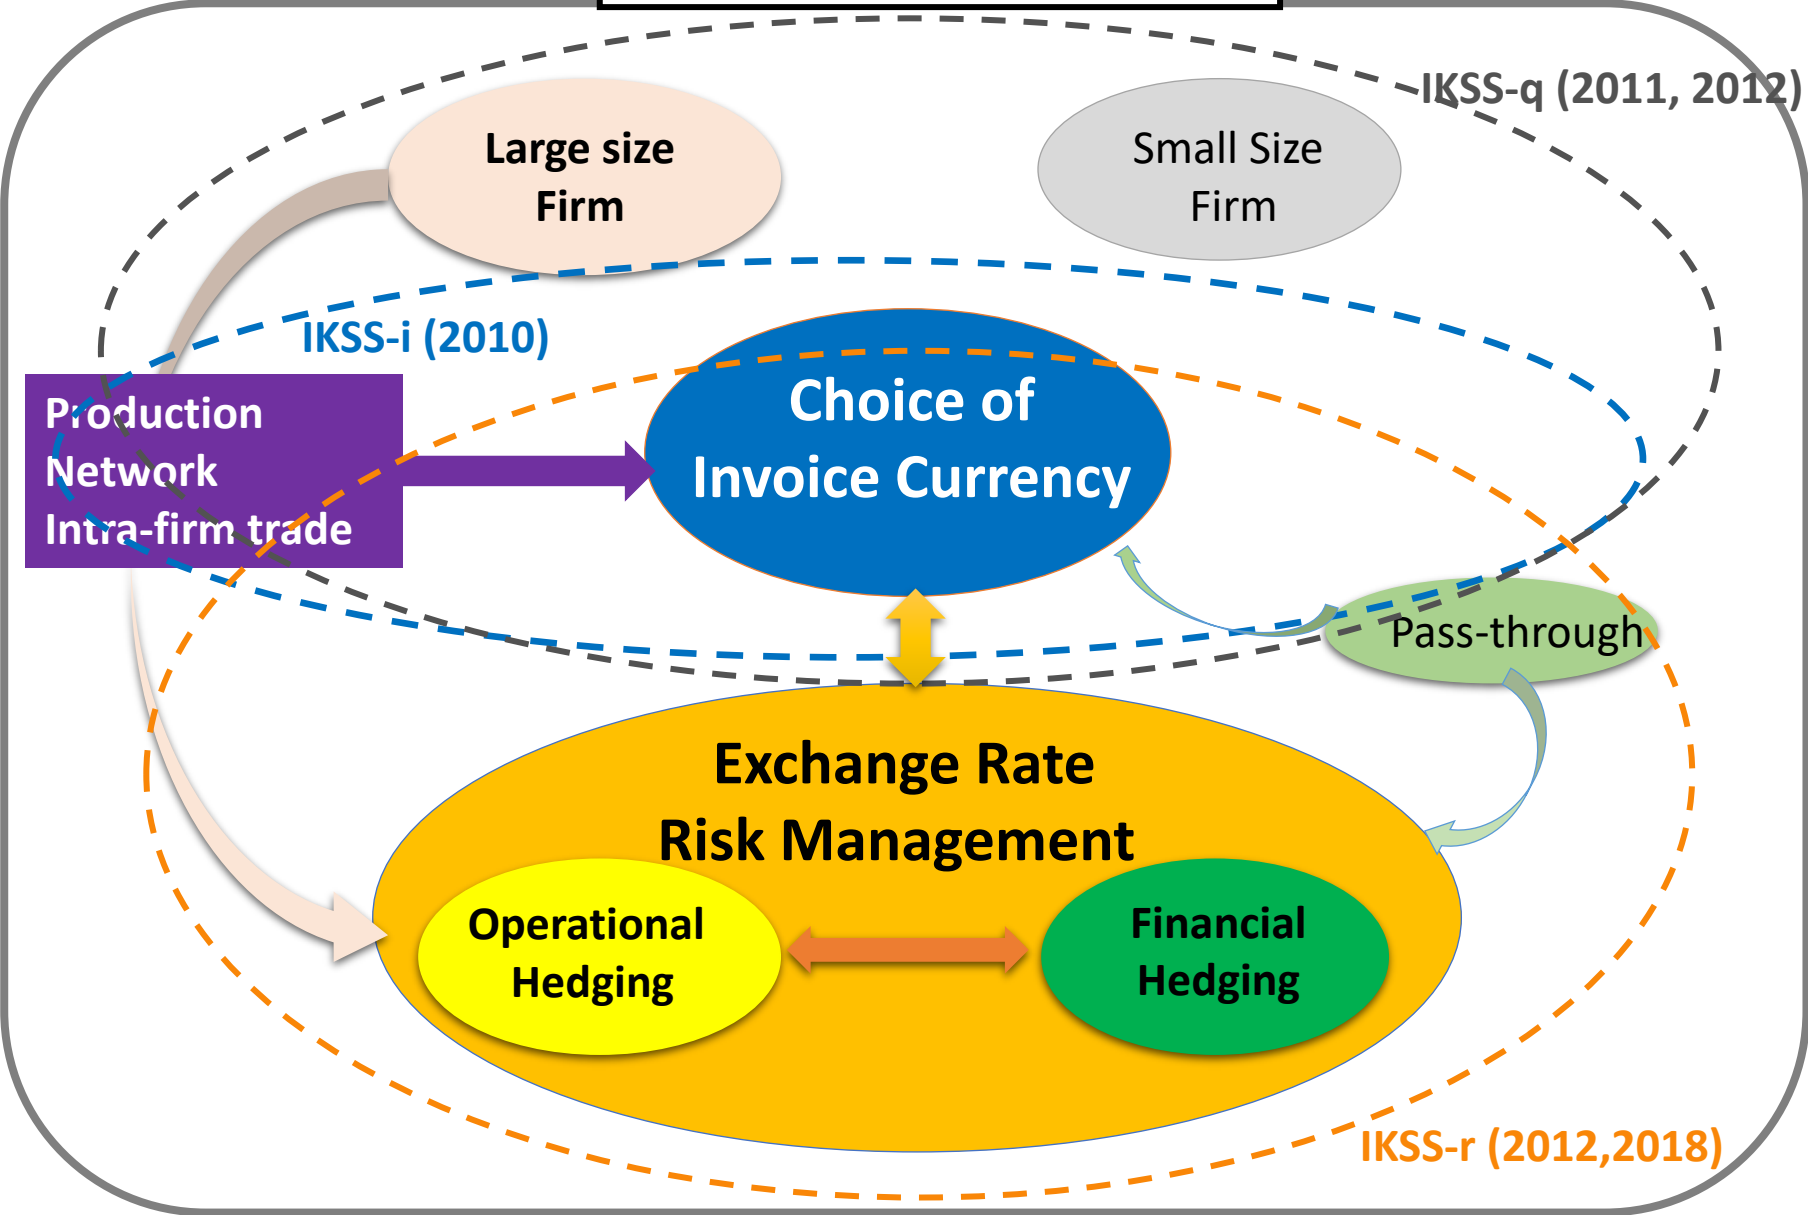 IKSS-q (2011, 2012)
Large size
Firm
Small Size
Firm
IKSS-i (2010)
Production
Network
Intra-firm trade
Choice of
Invoice Currency
Pass-through
Exchange Rate
Risk Management
Operational
Hedging
Financial
Hedging
IKSS-r (2012,2018)